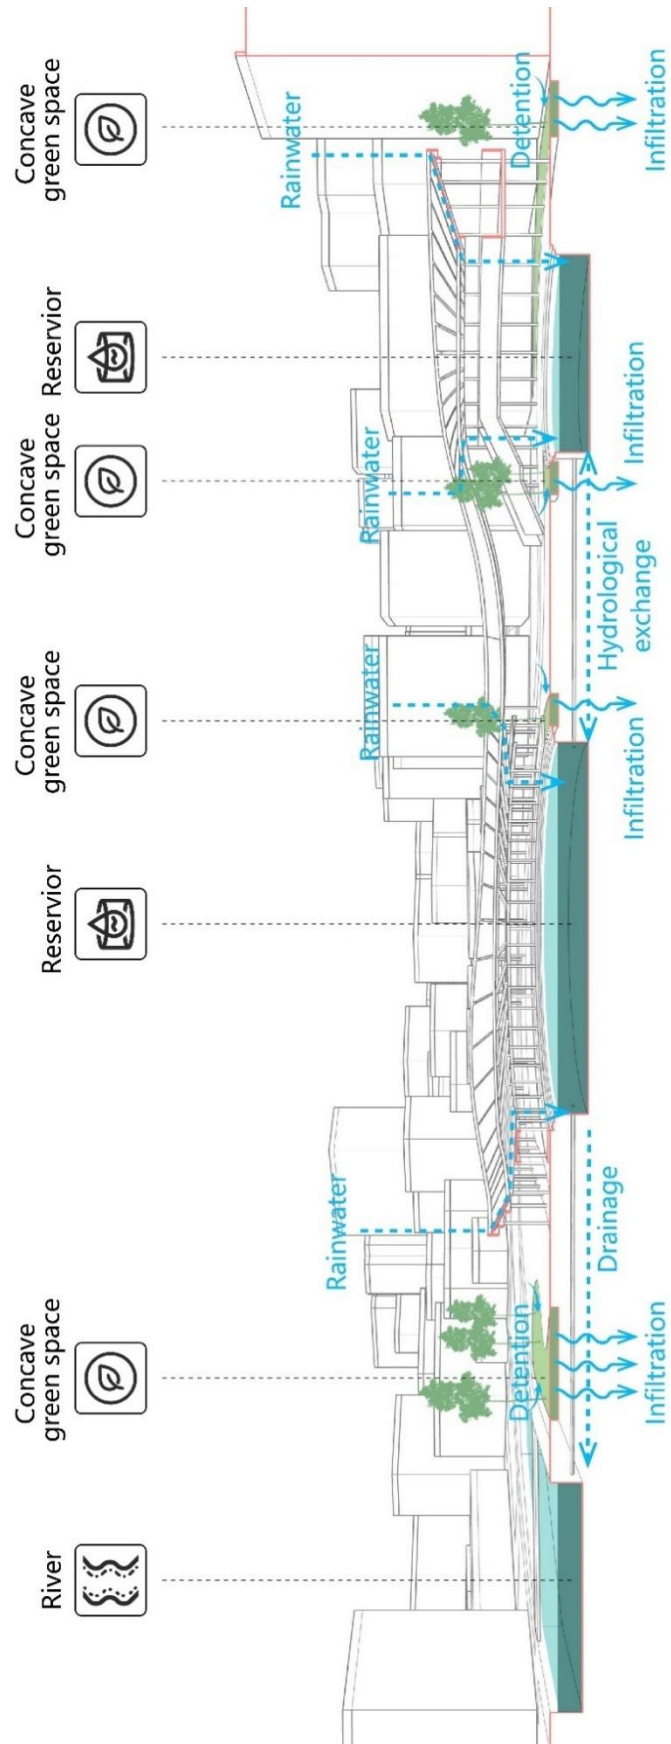 River
Concave
green space
Reservior
Concave
green space
Concave
green space
Reservior
Concave
green space
Rainwater
Rainwater
Rainwater
Rainwater
Detention
Detention
Drainage
Infiltration
Infiltration
Hydrological
exchange
Infiltration
Infiltration